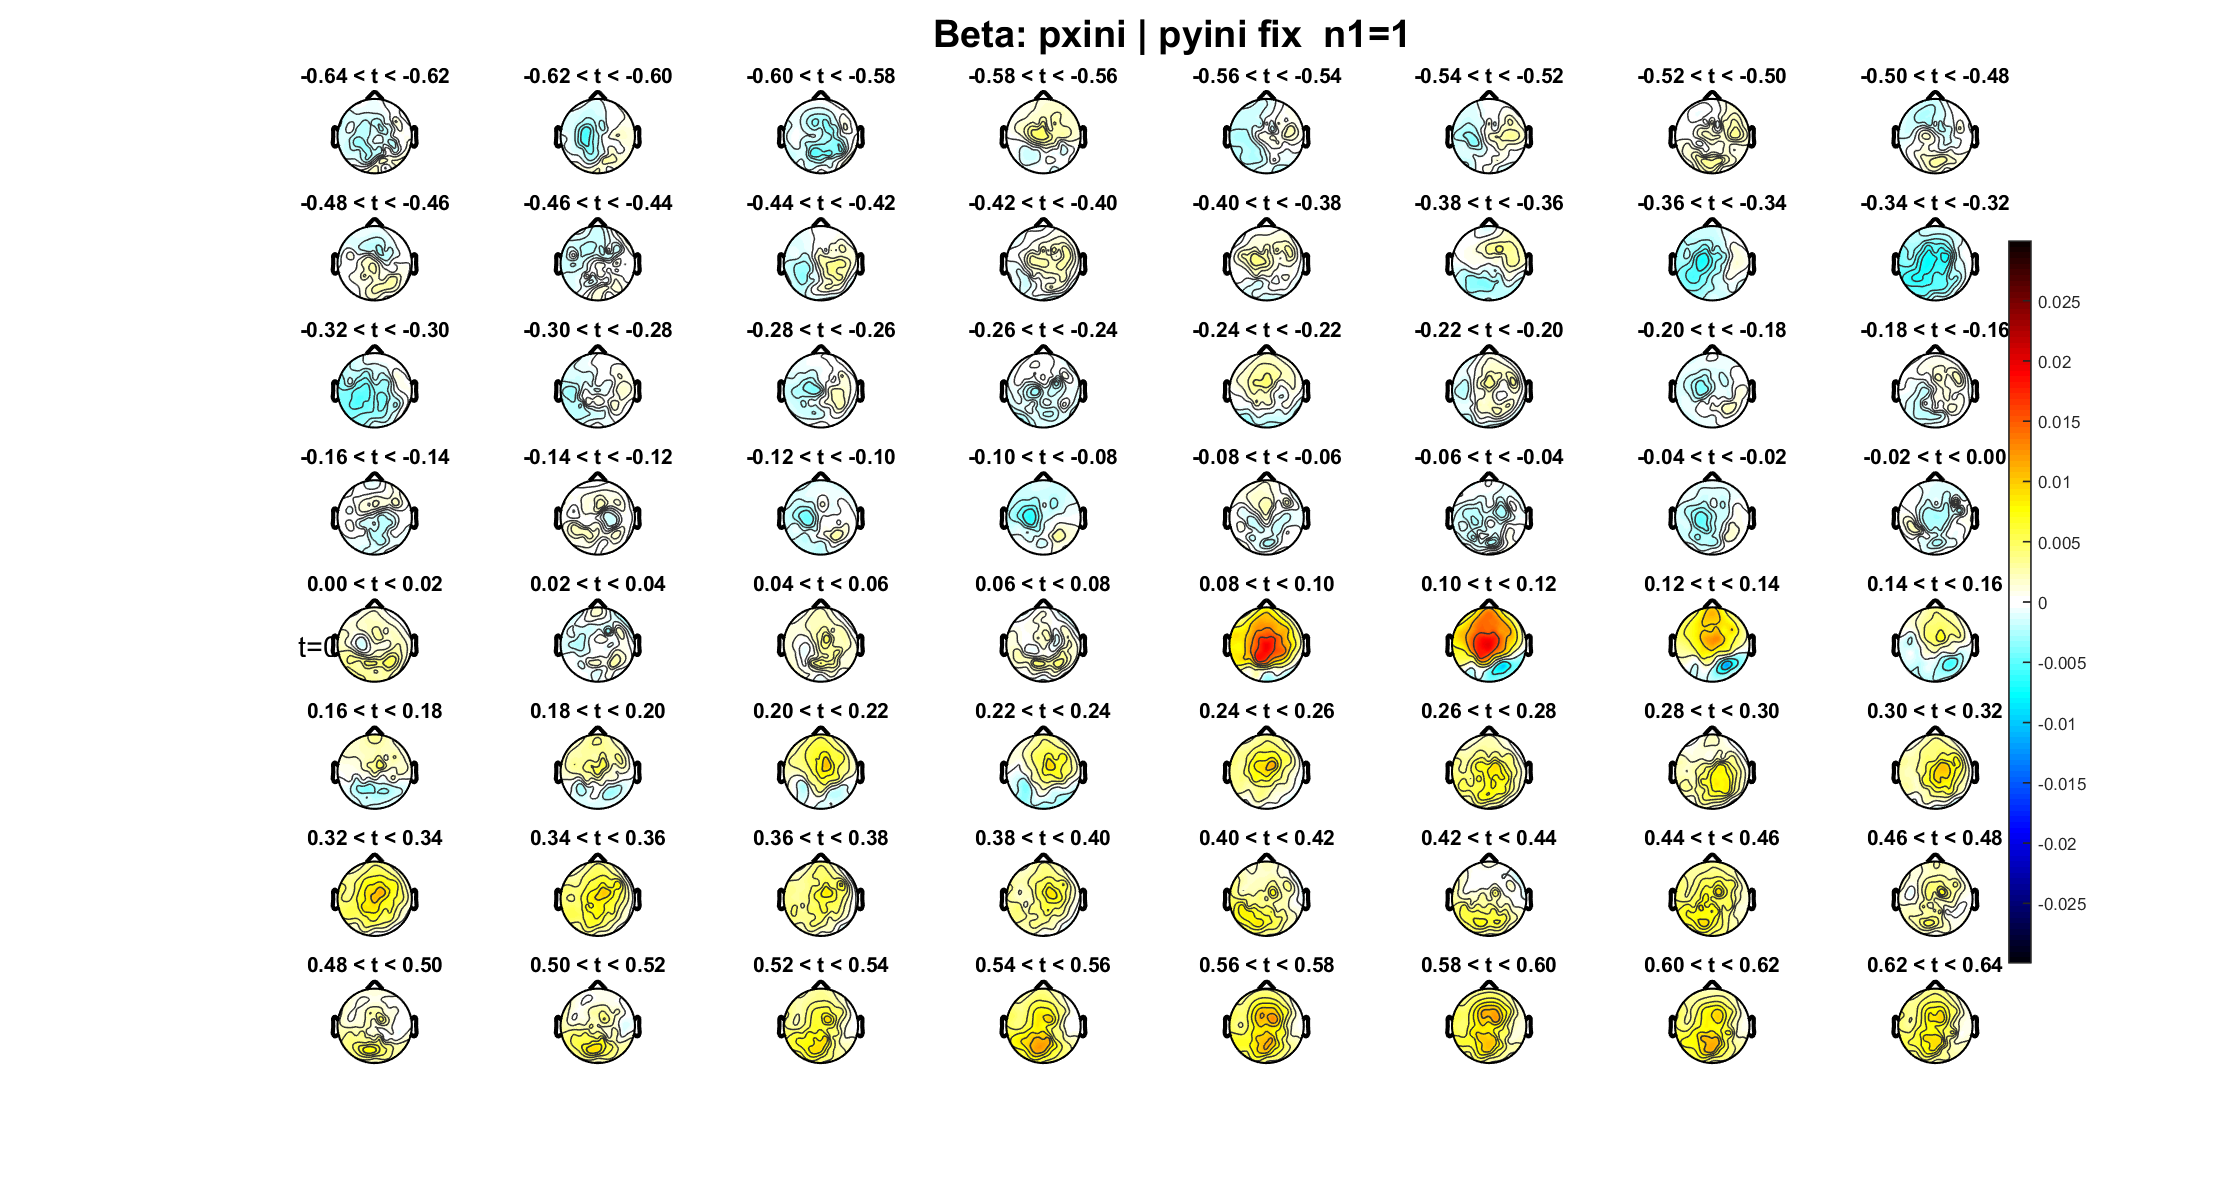 Beta: pxini | pyini fix  n1=1
-0.64 < t < -0.62
-0.62 < t < -0.60
-0.60 < t < -0.58
-0.58 < t < -0.56
-0.56 < t < -0.54
-0.54 < t < -0.52
-0.52 < t < -0.50
-0.50 < t < -0.48
-0.48 < t < -0.46
-0.46 < t < -0.44
-0.44 < t < -0.42
-0.42 < t < -0.40
-0.40 < t < -0.38
-0.38 < t < -0.36
-0.36 < t < -0.34
-0.34 < t < -0.32
-0.32 < t < -0.30
-0.30 < t < -0.28
-0.28 < t < -0.26
-0.26 < t < -0.24
-0.24 < t < -0.22
-0.22 < t < -0.20
-0.20 < t < -0.18
-0.18 < t < -0.16
-0.16 < t < -0.14
-0.14 < t < -0.12
-0.12 < t < -0.10
-0.10 < t < -0.08
-0.08 < t < -0.06
-0.06 < t < -0.04
-0.04 < t < -0.02
-0.02 < t < 0.00
0.00 < t < 0.02
0.02 < t < 0.04
0.04 < t < 0.06
0.06 < t < 0.08
0.08 < t < 0.10
0.10 < t < 0.12
0.12 < t < 0.14
0.14 < t < 0.16
t=0
0.16 < t < 0.18
0.18 < t < 0.20
0.20 < t < 0.22
0.22 < t < 0.24
0.24 < t < 0.26
0.26 < t < 0.28
0.28 < t < 0.30
0.30 < t < 0.32
0.32 < t < 0.34
0.34 < t < 0.36
0.36 < t < 0.38
0.38 < t < 0.40
0.40 < t < 0.42
0.42 < t < 0.44
0.44 < t < 0.46
0.46 < t < 0.48
0.48 < t < 0.50
0.50 < t < 0.52
0.52 < t < 0.54
0.54 < t < 0.56
0.56 < t < 0.58
0.58 < t < 0.60
0.60 < t < 0.62
0.62 < t < 0.64
0.025
0.02
0.015
0.01
0.005
0
-0.005
-0.01
-0.015
-0.02
-0.025